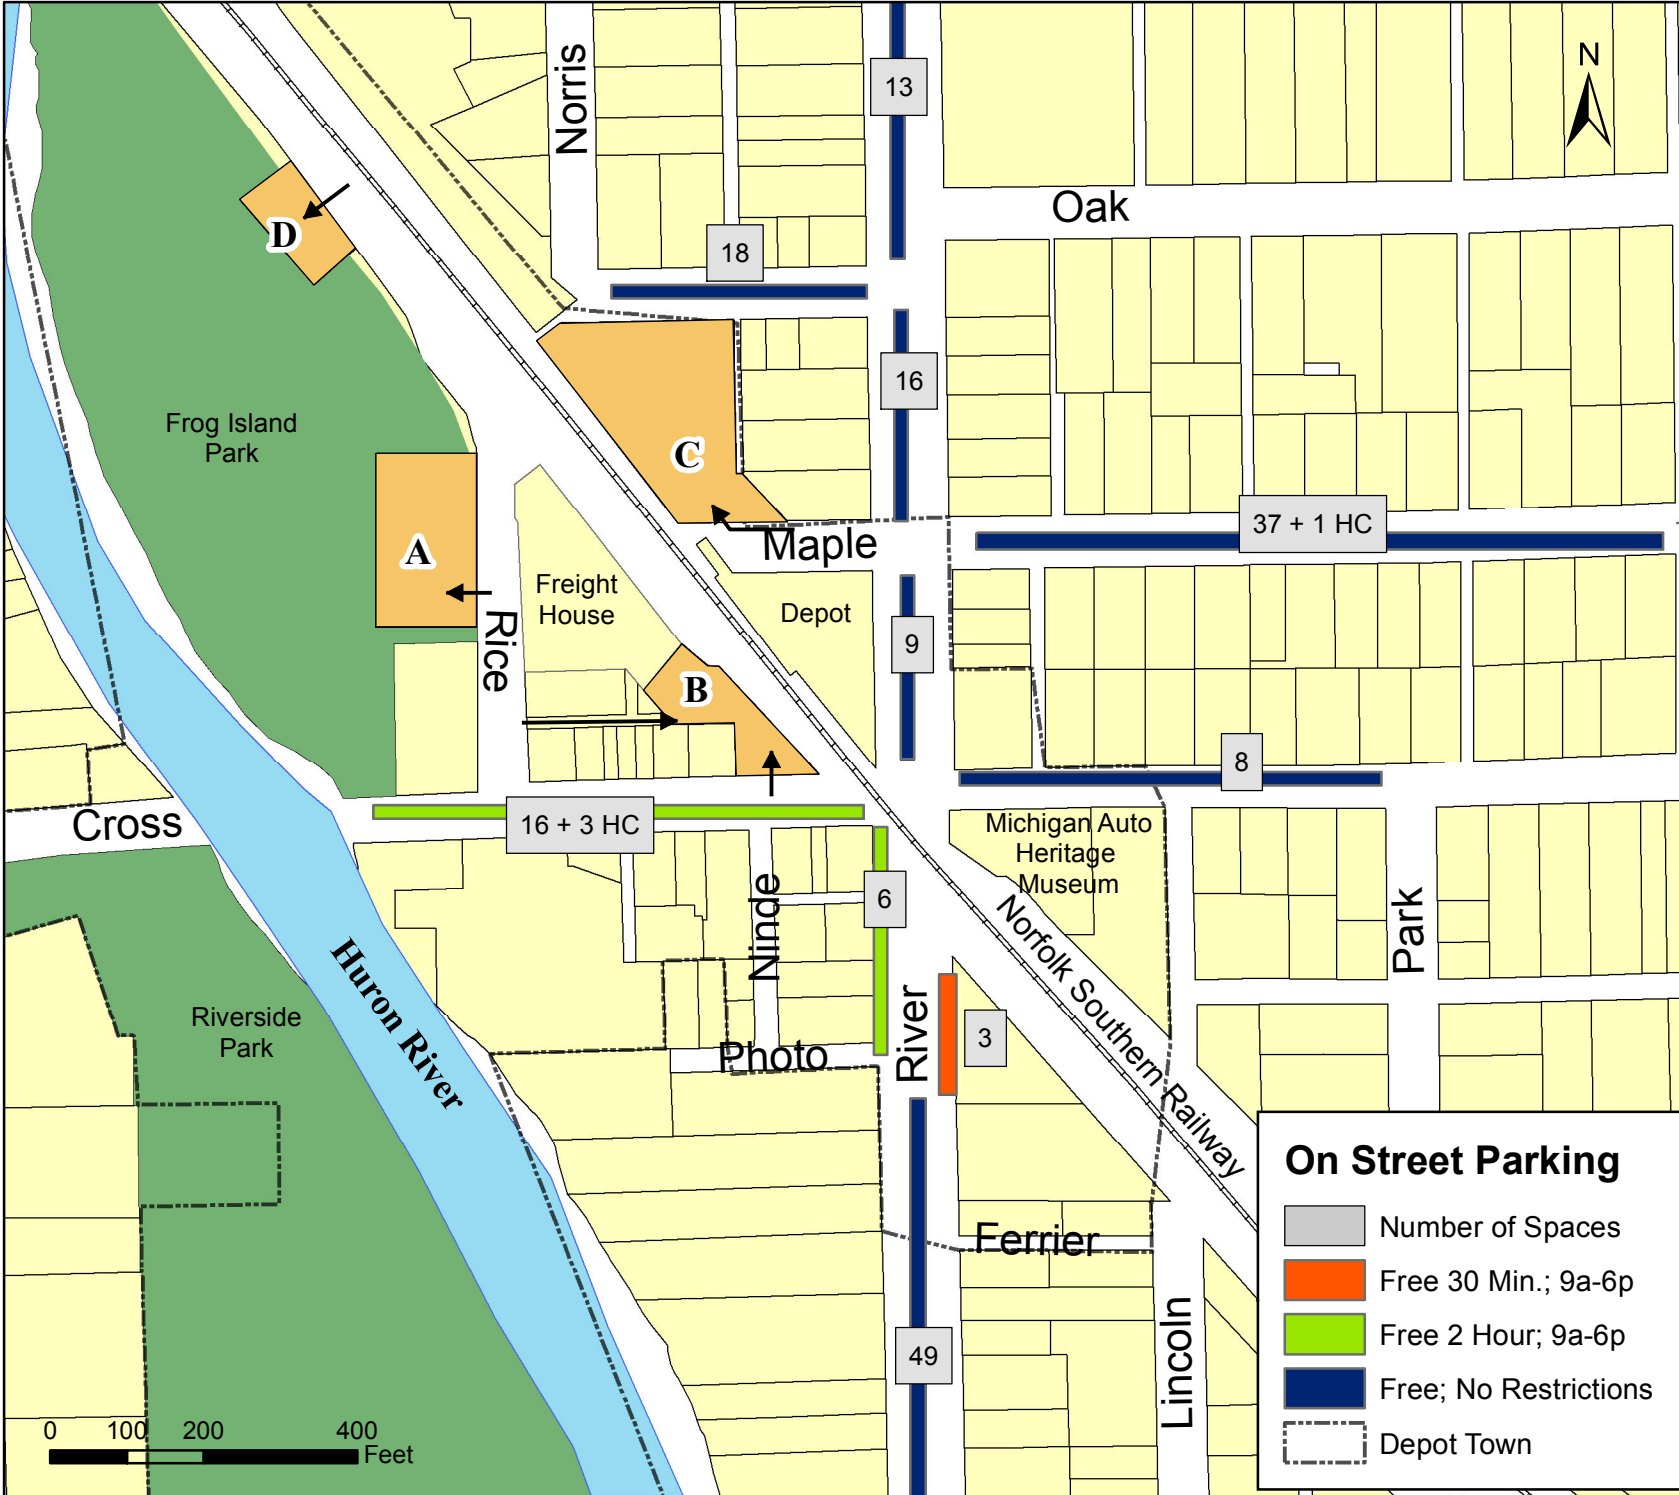 Norris
13
N
Oak
D
18
16
Frog Island
Park
C
37 + 1 HC
Maple
A
Freight
House
Depot
Rice
9
B
8
Cross
16 + 3 HC
Michigan Auto
Heritage
Museum
6
Ninde
Park
Norfolk Southern Railway
Huron River
Riverside
Park
River
3
Photo
Ferrier
Lincoln
49
On Street Parking
Number of Spaces
Free 30 Min.; 9a-6p
Free 2 Hour; 9a-6p
Free; No Restrictions
Depot Town
0 100 200 400
Feet